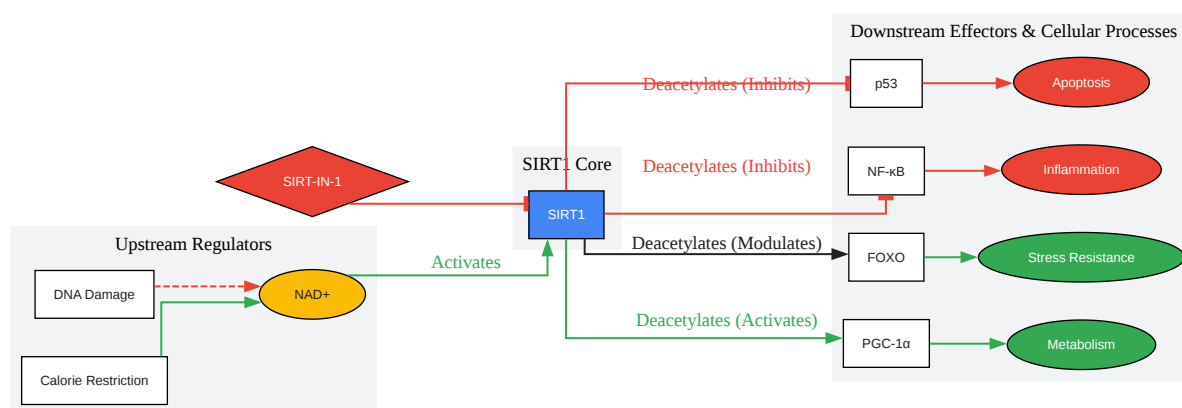 Downstream Effectors & Cellular Processes
Deacetylates (Inhibits)
p53
Apoptosis
SIRT1 Core
Deacetylates (Inhibits)
NF-κB
Inflammation
SIRT-IN-1
SIRT1
Upstream Regulators
Deacetylates (Modulates)
FOXO
Stress Resistance
Activates
DNA Damage
NAD+
Deacetylates (Activates)
PGC-1α
Metabolism
Calorie Restriction